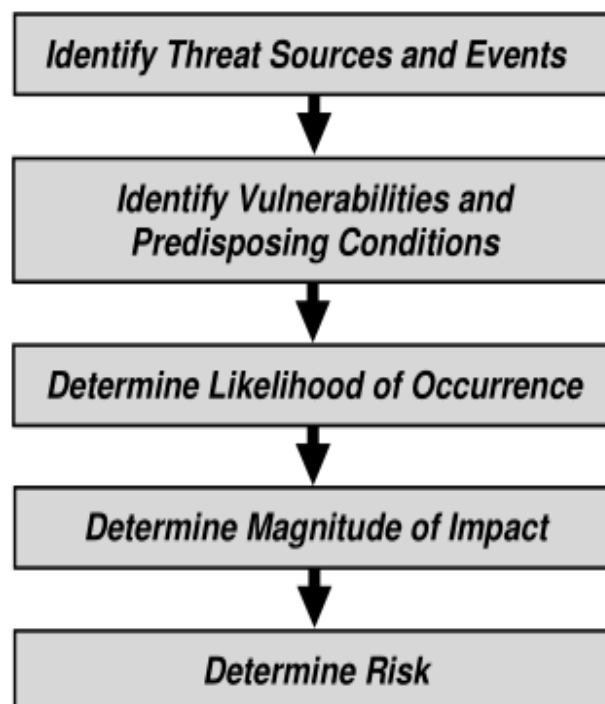 Identify Threat Sources and Events
Identify Vulnerabilities and
Predisposing Conditions
Determine Likelihood of Occurrence
Determine Magnitude of Impact
Determine Risk